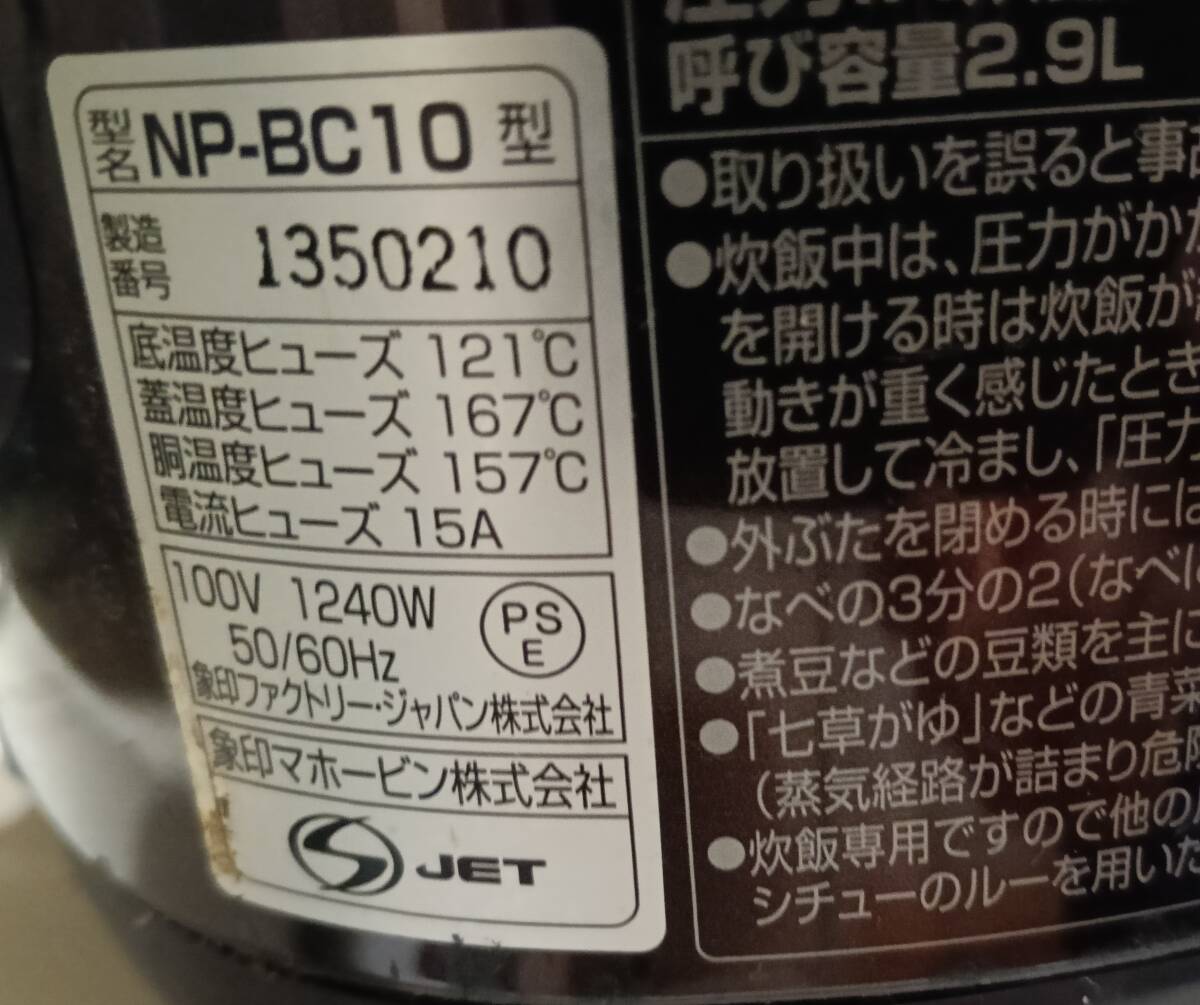 型名 NP-BC10 型
製造番号 1350210
底温度ヒューズ 121℃
蓋温度ヒューズ 167℃
胴温度ヒューズ 157℃
電流ヒューズ 15A
100V 1240W
50/60Hz
PSE
象印ファクトリー・ジャパン株式会社
象印マホービン株式会社
JET
呼び容量2.9L
●取り扱いを誤ると事
●炊飯中は、圧力がか
を開ける時は炊飯が
動きが重く感じたとき
放置して冷まし、「圧力
●外ぶたを閉める時には
●なべの3分の2(なべ
●煮豆などの豆類を主に
●「七草がゆ」などの青菜
(蒸気経路が詰まり危険
●炊飯専用ですので他の
シチューのルーを用いた